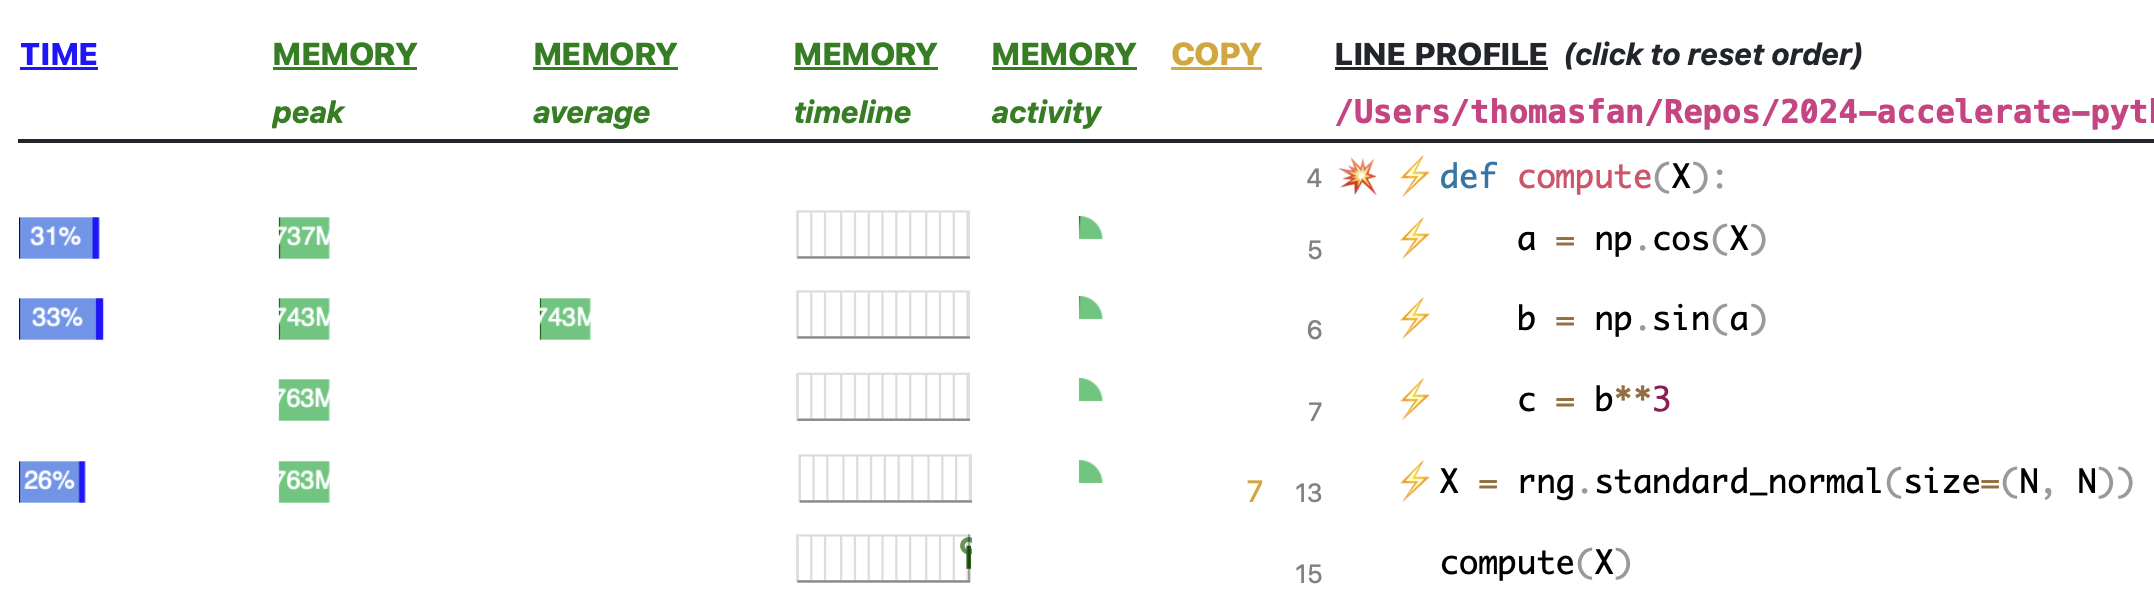 TIME MEMORY MEMORY MEMORY MEMORY COPY LINE PROFILE (click to reset order)
peak average timeline activity /Users/thomasfan/Repos/2024-accelerate-pyth
4 💥 ⚡def compute(X):
31% 737M 5 ⚡ a = np.cos(X)
33% 743M 743M 6 ⚡ b = np.sin(a)
763M 7 ⚡ c = b**3
26% 763M 7 13 ⚡X = rng.standard_normal(size=(N, N))
15 compute(X)